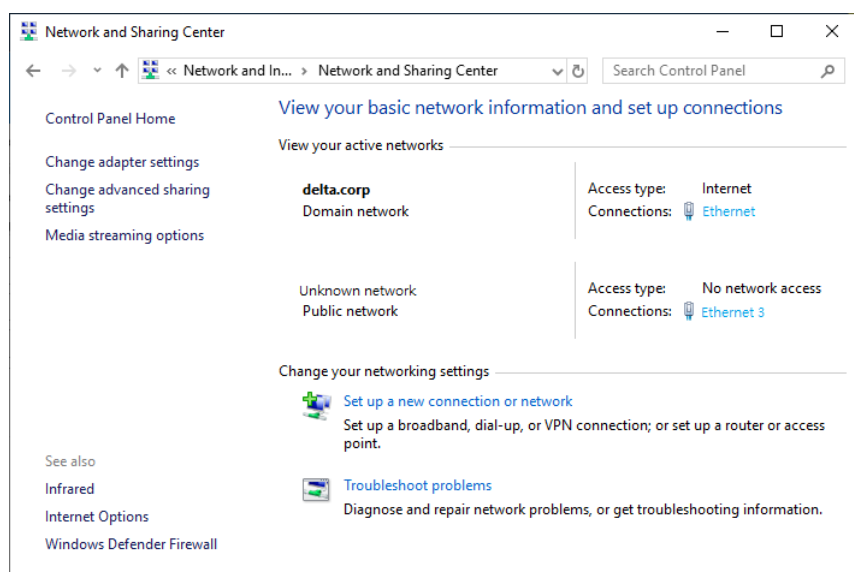 Network and Sharing Center
« Network and In... › Network and Sharing Center
Search Control Panel
Control Panel Home
Change adapter settings
Change advanced sharing
settings
Media streaming options
See also
Infrared
Internet Options
Windows Defender Firewall
View your basic network information and set up connections
View your active networks
delta.corp
Domain network
Access type: Internet
Connections: Ethernet
Unknown network
Public network
Access type: No network access
Connections: Ethernet 3
Change your networking settings
Set up a new connection or network
Set up a broadband, dial-up, or VPN connection; or set up a router or access
point.
Troubleshoot problems
Diagnose and repair network problems, or get troubleshooting information.